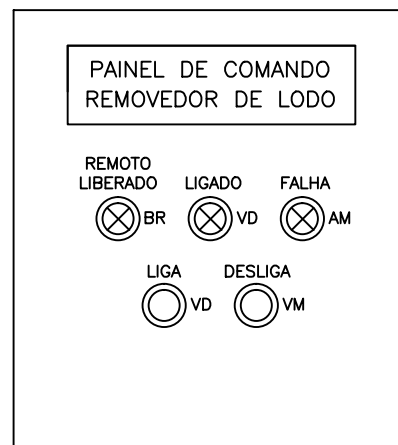 PAINEL DE COMANDO
REMOVEDOR DE LODO
REMOTO
LIBERADO LIGADO FALHA
BR VD AM
LIGA DESLIGA
VD VM